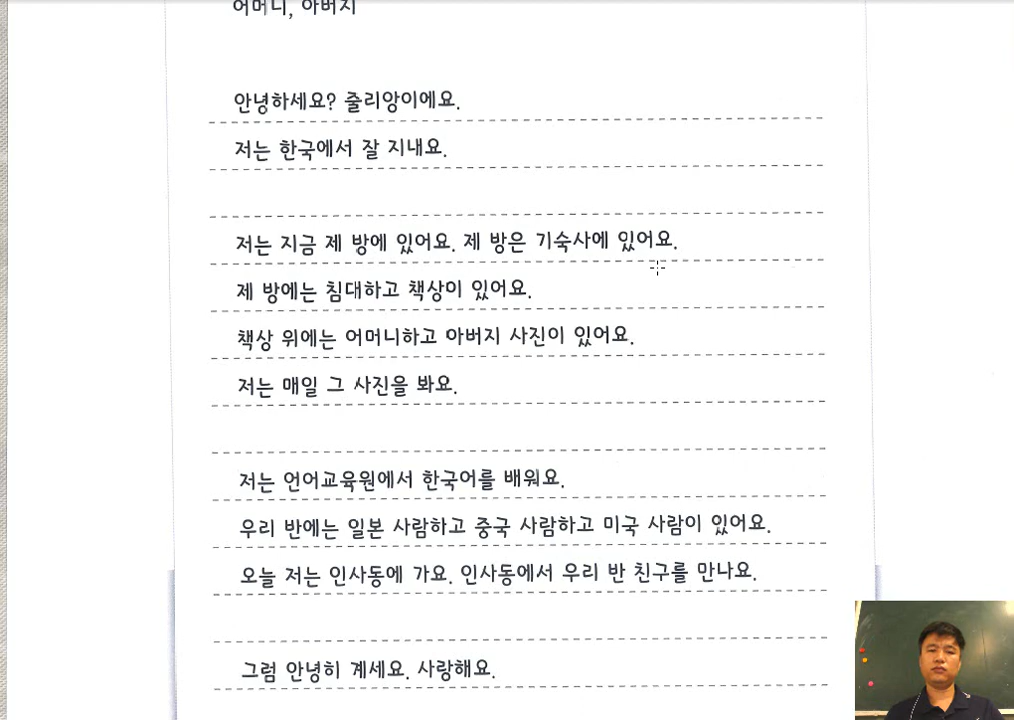 어머니, 아버지
안녕하세요? 줄리앙이에요.
저는 한국에서 잘 지내요.
저는 지금 제 방에 있어요. 제 방은 기숙사에 있어요.
제 방에는 침대하고 책상이 있어요.
책상 위에는 어머니하고 아버지 사진이 있어요.
저는 매일 그 사진을 봐요.
저는 언어교육원에서 한국어를 배워요.
우리 반에는 일본 사람하고 중국 사람하고 미국 사람이 있어요.
오늘 저는 인사동에 가요. 인사동에서 우리 반 친구를 만나요.
그럼 안녕히 계세요. 사랑해요.